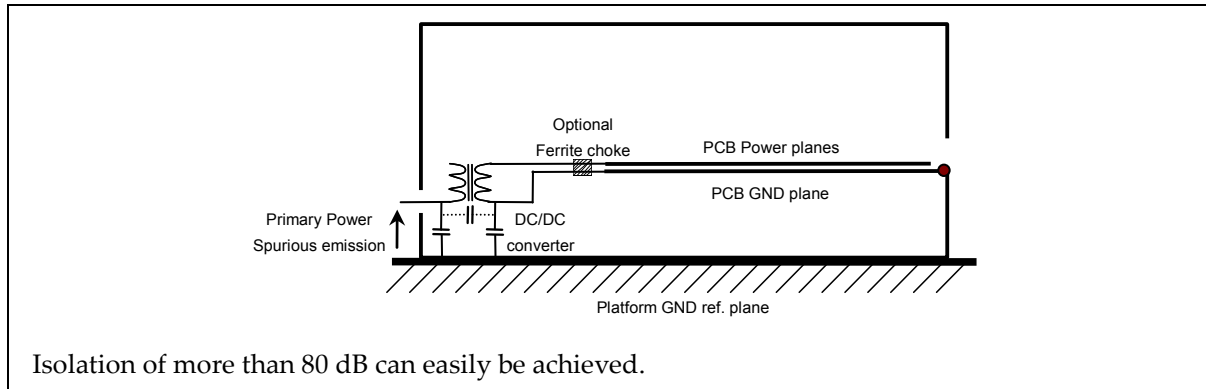 Optional
Ferrite choke
PCB Power planes
PCB GND plane
Primary Power
Spurious emission
DC/DC
converter
Platform GND ref. plane
Isolation of more than 80 dB can easily be achieved.